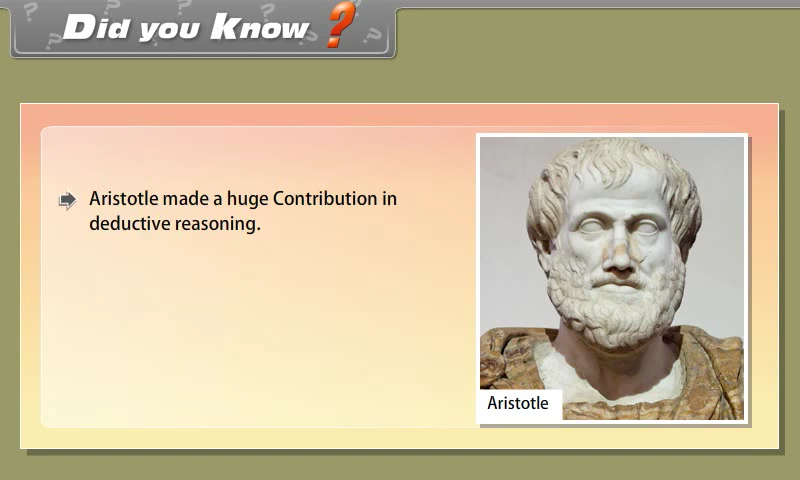 Did you Know ?
Aristotle made a huge Contribution in
deductive reasoning.
Aristotle